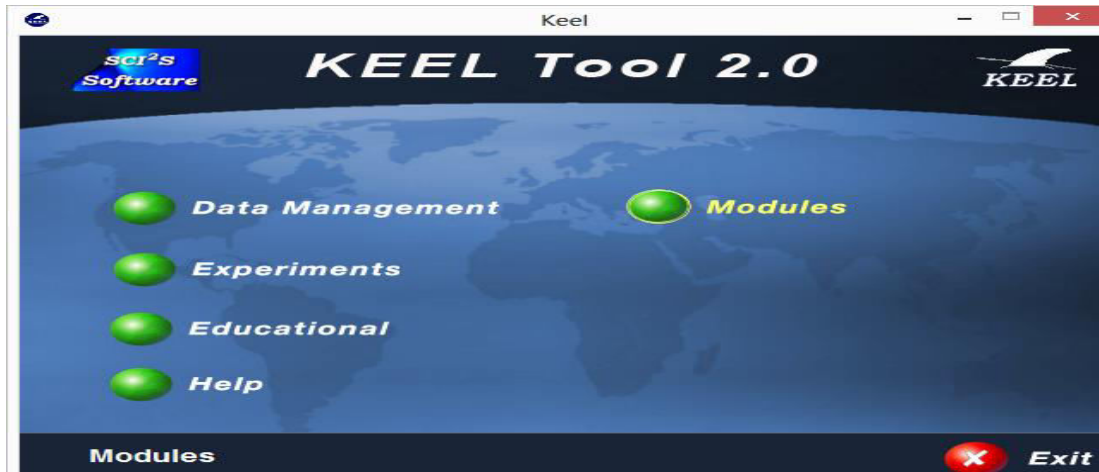 Keel
SCI²S
Software
KEEL Tool 2.0
KEEL
Data Management
Modules
Experiments
Educational
Help
Modules
Exit